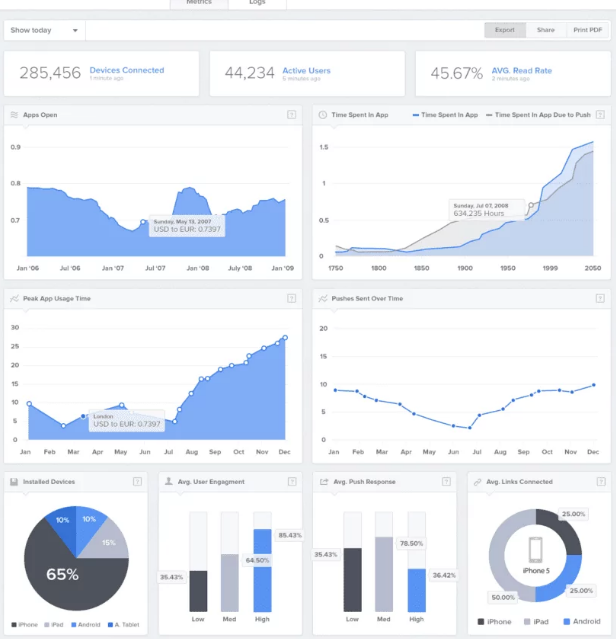 Metrics Logs
Show today Export Share Print PDF
285,456 Devices Connected
1 minute ago
44,234 Active Users
5 minutes ago
45.67% AVG. Read Rate
2 minutes ago
Apps Open ?
0.9
0.8
0.7
Sunday, May 13, 2007
USD to EUR: 0.7397
Jan '06 Jul '06 Jan '07 Jul '07 Jan '08 July '08 Jan '09
Time Spent In App Time Spent In App Time Spent In App Due to Push ?
1.5
1
0.5
0
Sunday, Jul 07, 2008
634,235 Hours
1750 1800 1850 1900 1950 1999 2050
Peak App Usage Time ?
30
25
20
15
10
5
0
London
USD to EUR: 0.7397
Jan Feb Mar Apr May Jun Jul Aug Sep Oct Nov Dec
Pushes Sent Over Time ?
20
15
10
5
0
Jan Feb Mar Apr May Jun Jul Aug Sep Oct Nov Dec
Installed Devices ?
10% 10%
15%
65%
iPhone iPad Android A. Tablet
Avg. User Engagment ?
85.43%
64.50%
35.43%
Low Med High
Avg. Push Response ?
78.50%
35.43%
36.42%
Low Med High
Avg. Links Connected ?
25.00%
iPhone 5
25.00%
50.00%
iPhone iPad Android